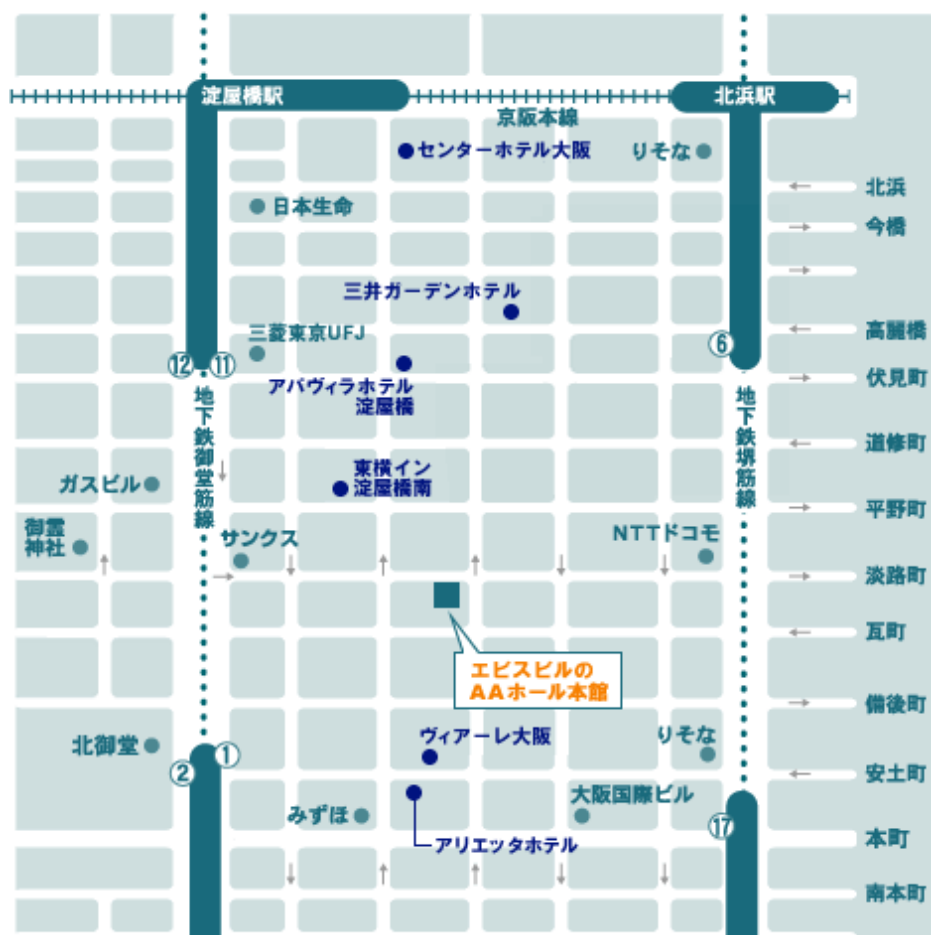 淀屋橋駅
北浜駅
京阪本線
センターホテル大阪
りそな
北浜
日本生命
今橋
三井ガーデンホテル
三菱東京UFJ
高麗橋
⑥
⑫
⑪
アパヴィラホテル
淀屋橋
伏見町
地下鉄御堂筋線
地下鉄堺筋線
道修町
東横イン
淀屋橋南
ガスビル
平野町
御霊
神社
サンクス
NTTドコモ
淡路町
瓦町
エビスビルの
AAホール本館
備後町
北御堂
①
②
ヴィアーレ大阪
りそな
安土町
大阪国際ビル
みずほ
⑰
アリエッタホテル
本町
南本町